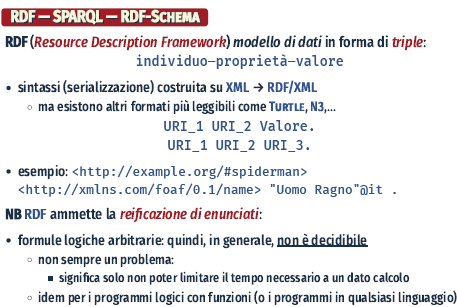 RDF — SPARQL — RDF-Schema
RDF (Resource Description Framework) modello di dati in forma di triple:
individuo-proprietà-valore
• sintassi (serializzazione) costruita su XML → RDF/XML
◦ ma esistono altri formati più leggibili come Turtle, N3,...
URI_1 URI_2 Valore.
URI_1 URI_2 URI_3.
• esempio: <http://example.org/#spiderman>
<http://xmlns.com/foaf/0.1/name> "Uomo Ragno"@it .
NB RDF ammette la reificazione di enunciati:
• formule logiche arbitrarie: quindi, in generale, non è decidibile
◦ non sempre un problema:
▪ significa solo non poter limitare il tempo necessario a un dato calcolo
◦ idem per i programmi logici con funzioni (o i programmi in qualsiasi linguaggio)